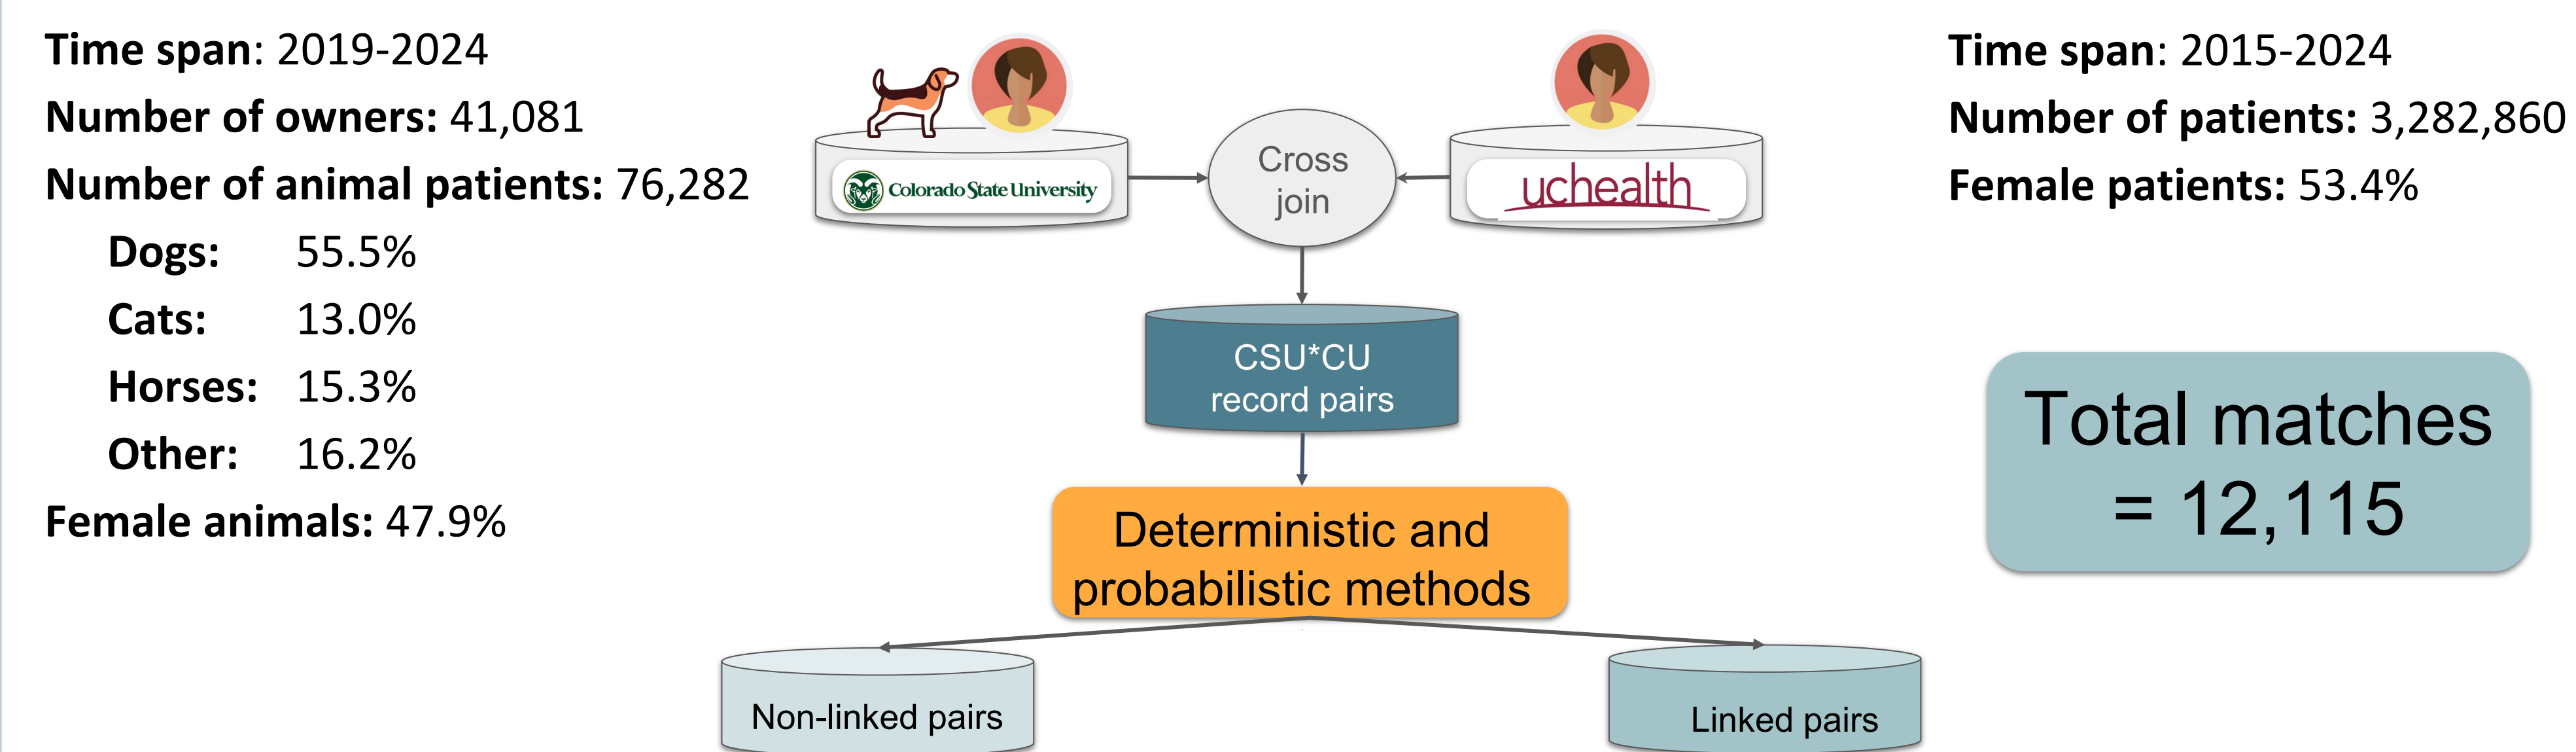 Time span: 2019-2024
Number of owners: 41,081
Number of animal patients: 76,282
Dogs: 55.5%
Cats: 13.0%
Horses: 15.3%
Other: 16.2%
Female animals: 47.9%
Colorado State University
Cross
join
uchealth
CSU*CU
record pairs
Deterministic and
probabilistic methods
Non-linked pairs
Linked pairs
Time span: 2015-2024
Number of patients: 3,282,860
Female patients: 53.4%
Total matches
= 12,115